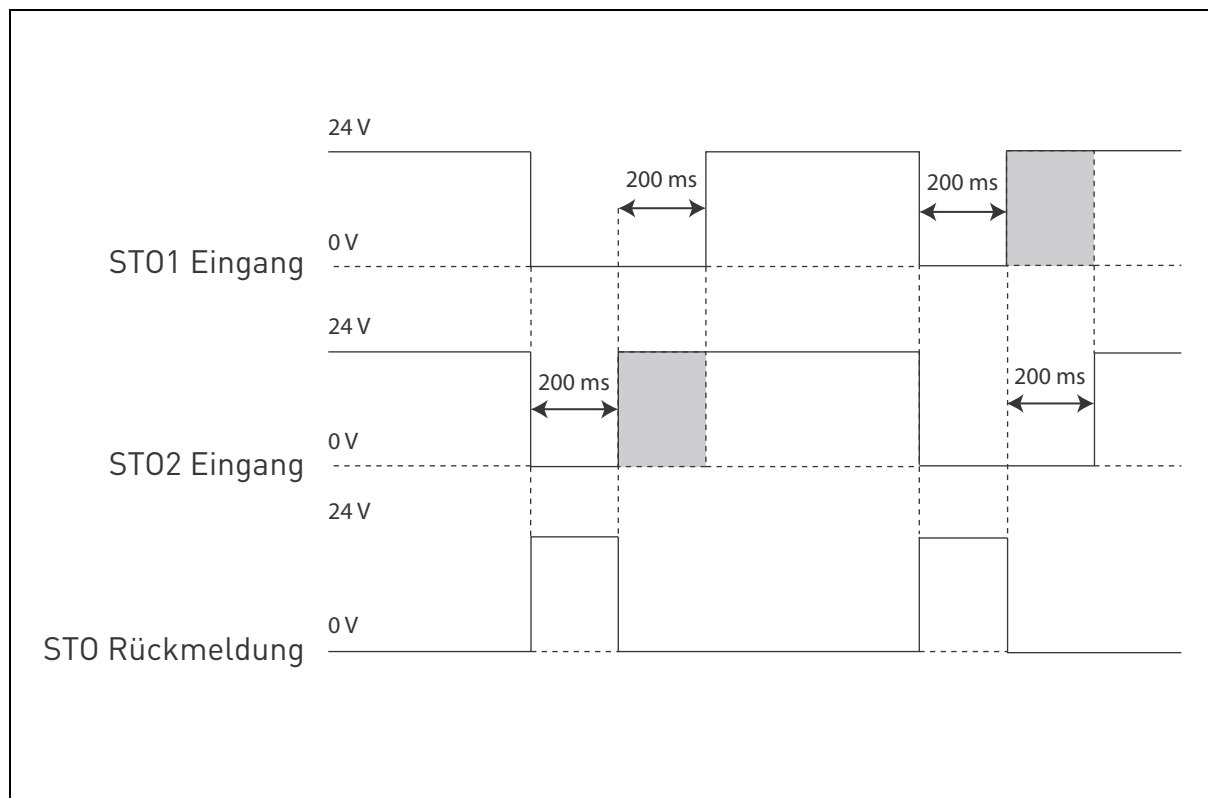 24 V
200 ms
200 ms
0 V
STO1 Eingang
24 V
200 ms
200 ms
0 V
STO2 Eingang
24 V
0 V
STO Rückmeldung